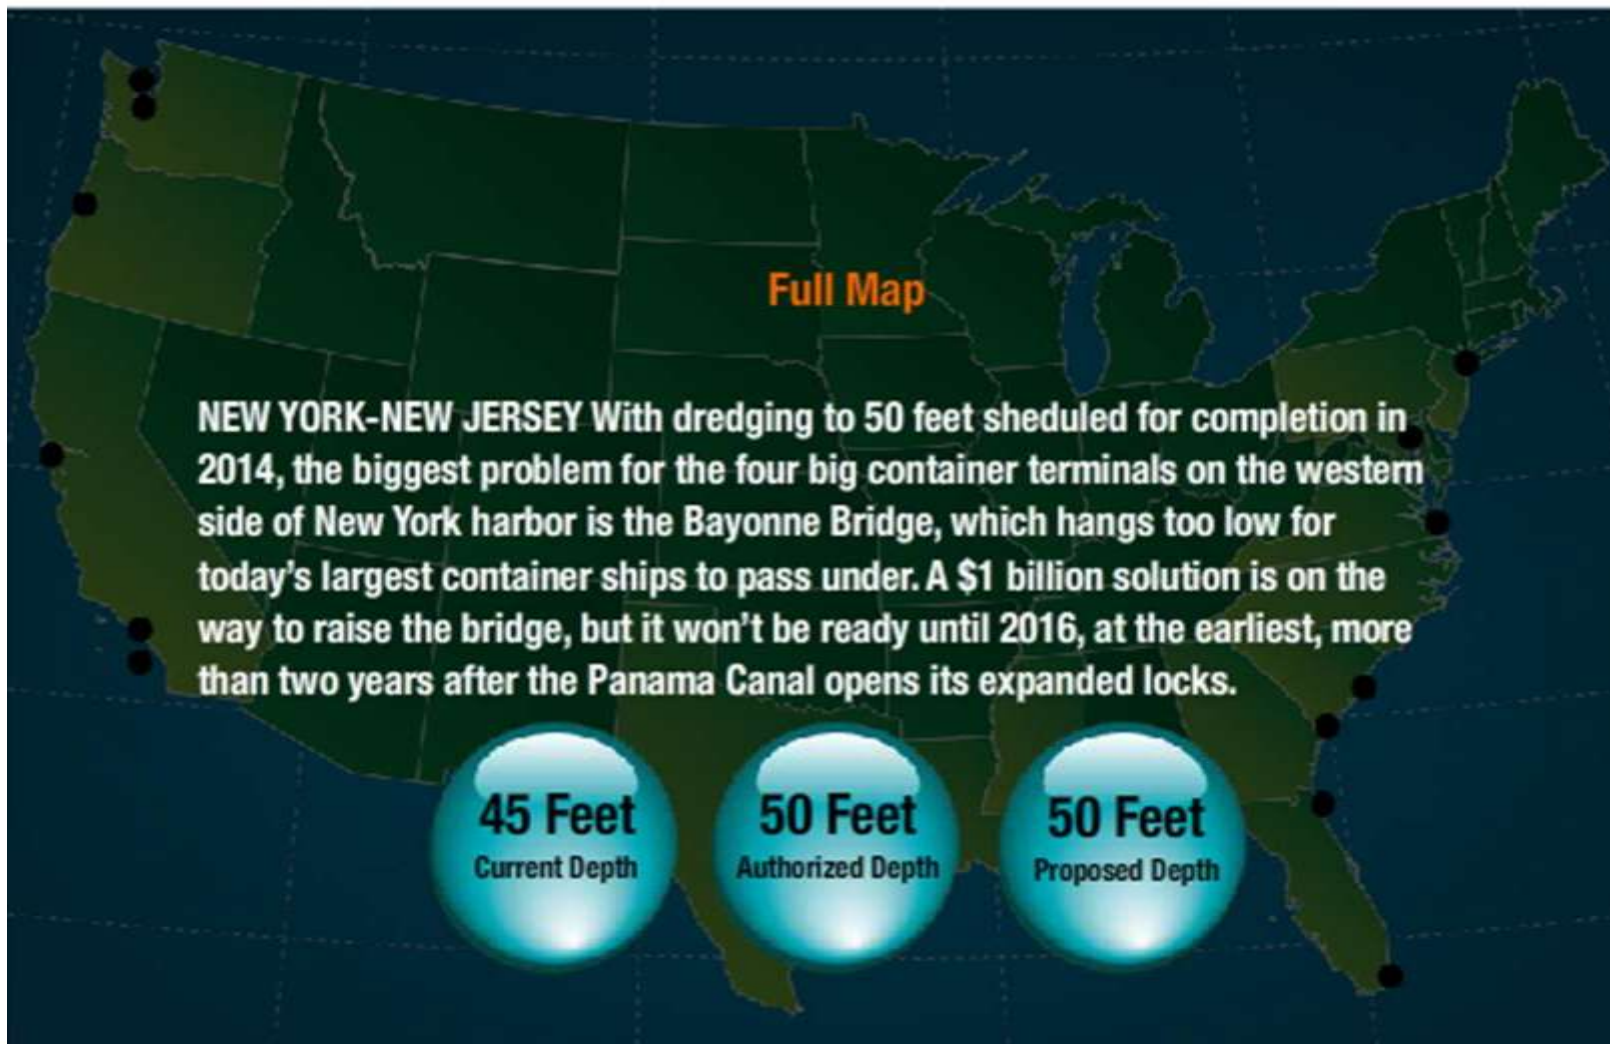 Full Map
NEW YORK-NEW JERSEY With dredging to 50 feet sheduled for completion in
2014, the biggest problem for the four big container terminals on the western
side of New York harbor is the Bayonne Bridge, which hangs too low for
today's largest container ships to pass under. A $1 billion solution is on the
way to raise the bridge, but it won't be ready until 2016, at the earliest, more
than two years after the Panama Canal opens its expanded locks.
45 Feet
Current Depth
50 Feet
Authorized Depth
50 Feet
Proposed Depth